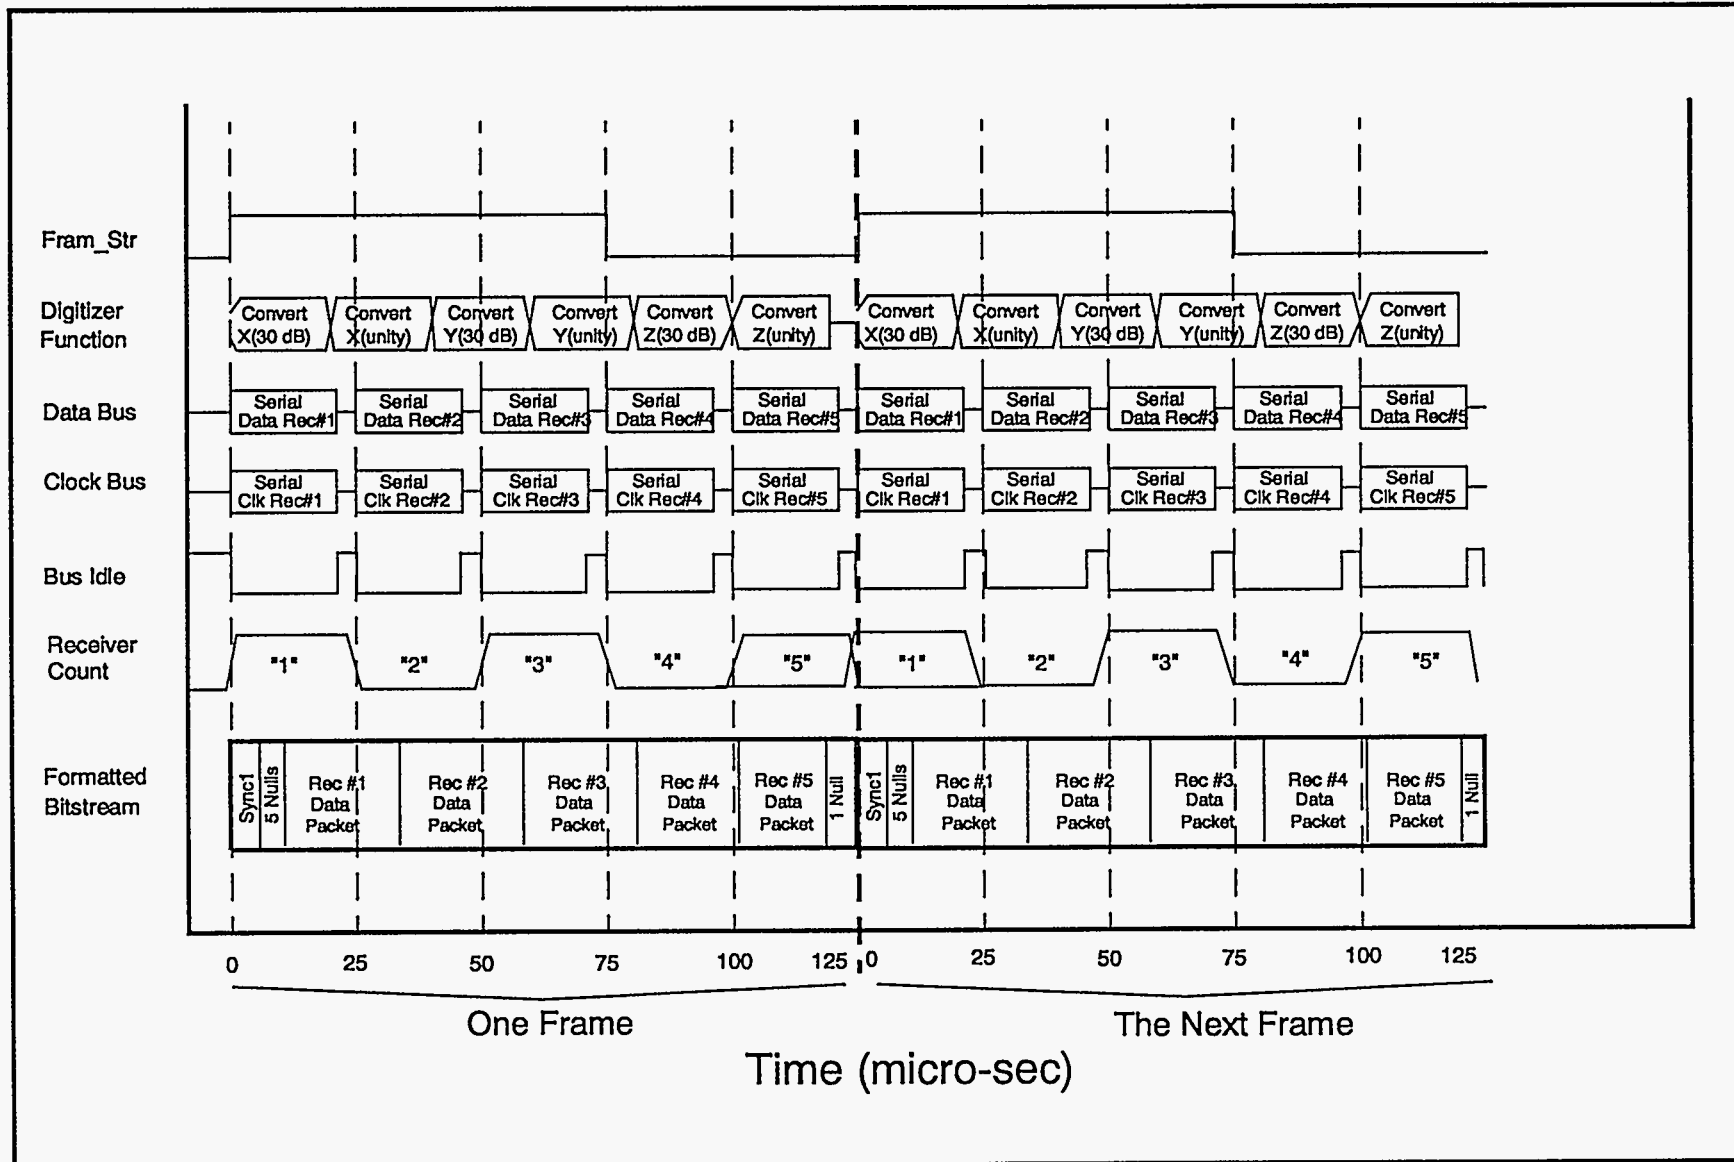 Fram_Str
Digitizer
Function
Convert
X(30 dB)
Convert
X(unity)
Convert
Y(30 dB)
Convert
Y(unity)
Convert
Z(30 dB)
Convert
Z(unity)
Convert
X(30 dB)
Convert
X(unity)
Convert
Y(30 dB)
Convert
Y(unity)
Convert
Z(30 dB)
Convert
Z(unity)
Data Bus
Serial
Data Rec#1
Serial
Data Rec#2
Serial
Data Rec#3
Serial
Data Rec#4
Serial
Data Rec#5
Serial
Data Rec#1
Serial
Data Rec#2
Serial
Data Rec#3
Serial
Data Rec#4
Serial
Data Rec#5
Clock Bus
Serial
Clk Rec#1
Serial
Clk Rec#2
Serial
Clk Rec#3
Serial
Clk Rec#4
Serial
Clk Rec#5
Serial
Clk Rec#1
Serial
Clk Rec#2
Serial
Clk Rec#3
Serial
Clk Rec#4
Serial
Clk Rec#5
Bus Idle
Receiver
Count
"1"
"2"
"3"
"4"
"5"
"1"
"2"
"3"
"4"
"5"
Formatted
Bitstream
Sync1
5 Nulls
Rec #1
Data
Packet
Rec #2
Data
Packet
Rec #3
Data
Packet
Rec #4
Data
Packet
Rec #5
Data
Packet
1 Null
Sync1
5 Nulls
Rec #1
Data
Packet
Rec #2
Data
Packet
Rec #3
Data
Packet
Rec #4
Data
Packet
Rec #5
Data
Packet
1 Null
0 25 50 75 100 125 0 25 50 75 100 125
One Frame
The Next Frame
Time (micro-sec)